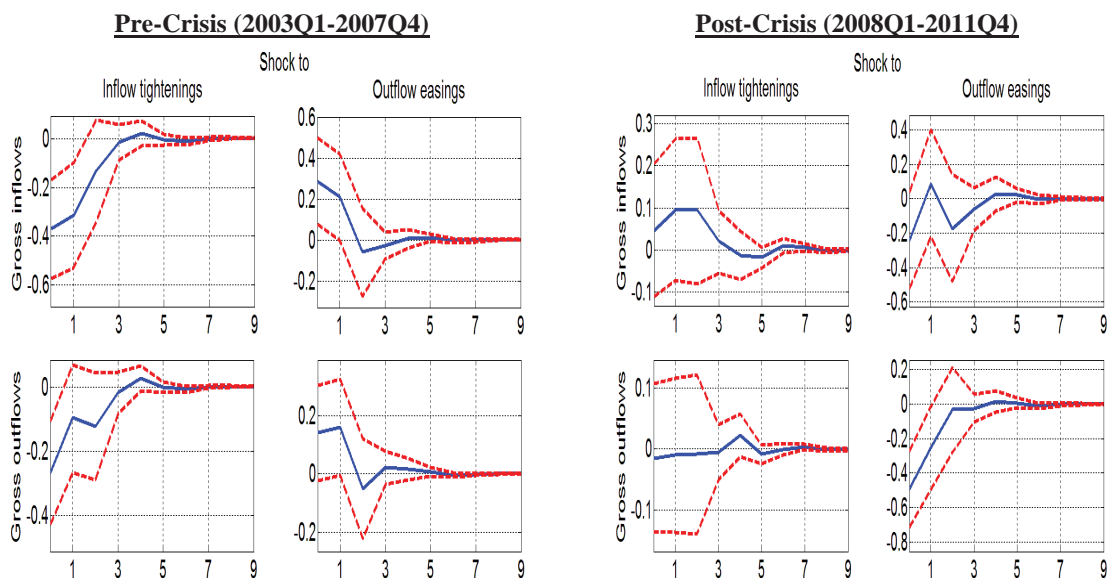 Pre-Crisis (2003Q1-2007Q4)
Shock to
Inflow tightenings
Outflow easings
Gross inflows
0
-0.2
-0.4
-0.6
1 3 5 7 9
0.6
0.4
0.2
0
-0.2
1 3 5 7 9
Gross outflows
0
-0.2
-0.4
1 3 5 7 9
0.2
0
-0.2
1 3 5 7 9
Post-Crisis (2008Q1-2011Q4)
Shock to
Inflow tightenings
Outflow easings
Gross inflows
0.3
0.2
0.1
0
-0.1
1 3 5 7 9
0.4
0.2
0
-0.2
-0.4
-0.6
1 3 5 7 9
Gross outflows
0.1
0
-0.1
1 3 5 7 9
0.2
0
-0.2
-0.4
-0.6
-0.8
1 3 5 7 9